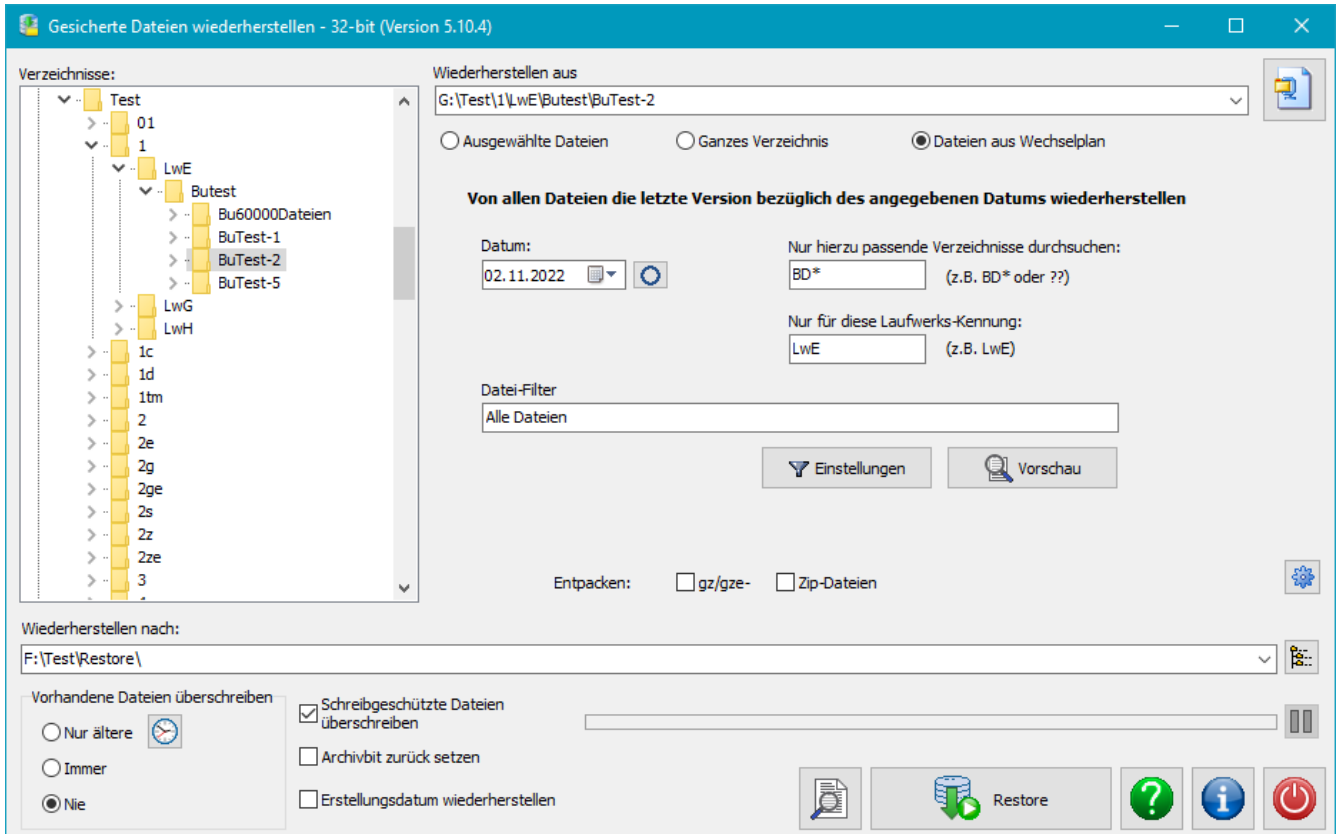 Gesicherte Dateien wiederherstellen - 32-bit (Version 5.10.4)
Verzeichnisse:
Test
01
1
LwE
Butest
Bu60000Dateien
BuTest-1
BuTest-2
BuTest-5
LwG
LwH
1c
1d
1tm
2
2e
2g
2ge
2s
2z
2ze
3
Wiederherstellen aus
G:\Test\1\LwE\Butest\BuTest-2
Ausgewählte Dateien
Ganzes Verzeichnis
Dateien aus Wechselplan
Von allen Dateien die letzte Version bezüglich des angegebenen Datums wiederherstellen
Datum:
02.11.2022
Nur hierzu passende Verzeichnisse durchsuchen:
BD* (z.B. BD* oder ??)
Nur für diese Laufwerks-Kennung:
LwE (z.B. LwE)
Datei-Filter
Alle Dateien
Einstellungen
Vorschau
Entpacken: gz/gze- Zip-Dateien
Wiederherstellen nach:
F:\Test\Restore\
Vorhandene Dateien überschreiben
Nur ältere
Immer
Nie
Schreibgeschützte Dateien
überschreiben
Archivbit zurück setzen
Erstellungsdatum wiederherstellen
Restore